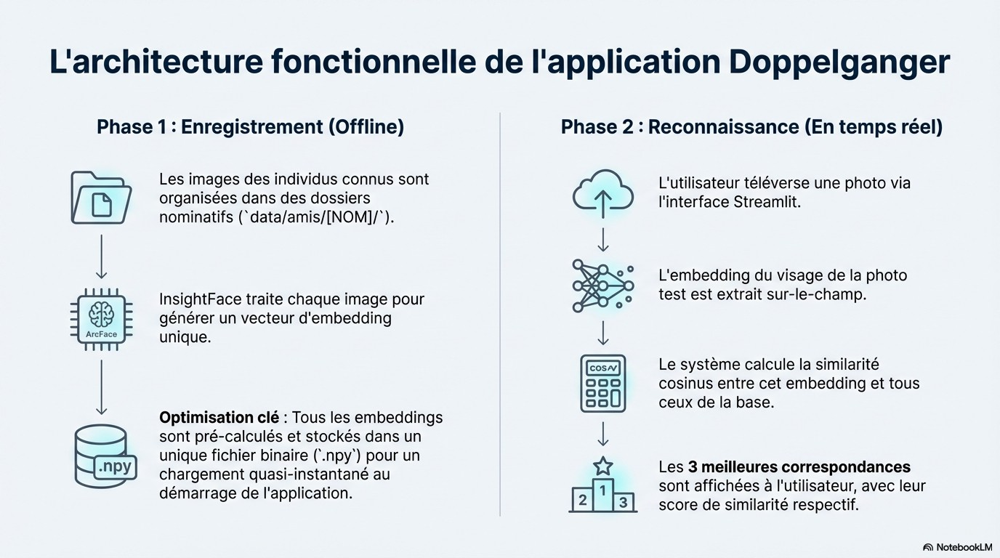 L'architecture fonctionnelle de l'application Doppelganger
Phase 1 : Enregistrement (Offline)
Les images des individus connus sont
organisées dans des dossiers
nominatifs (`data/amis/[NOM]/`).
ArcFace
InsightFace traite chaque image pour
générer un vecteur d'embedding
unique.
.npy
Optimisation clé : Tous les embeddings
sont pré-calculés et stockés dans un
unique fichier binaire (`.npy`) pour un
chargement quasi-instantané au
démarrage de l'application.
Phase 2 : Reconnaissance (En temps réel)
L'utilisateur téléverse une photo via
l'interface Streamlit.
L'embedding du visage de la photo
test est extrait sur-le-champ.
COS
Le système calcule la similarité
cosinus entre cet embedding et tous
ceux de la base.
2 1 3
Les 3 meilleures correspondances
sont affichées à l'utilisateur, avec leur
score de similarité respectif.
NotebookLM